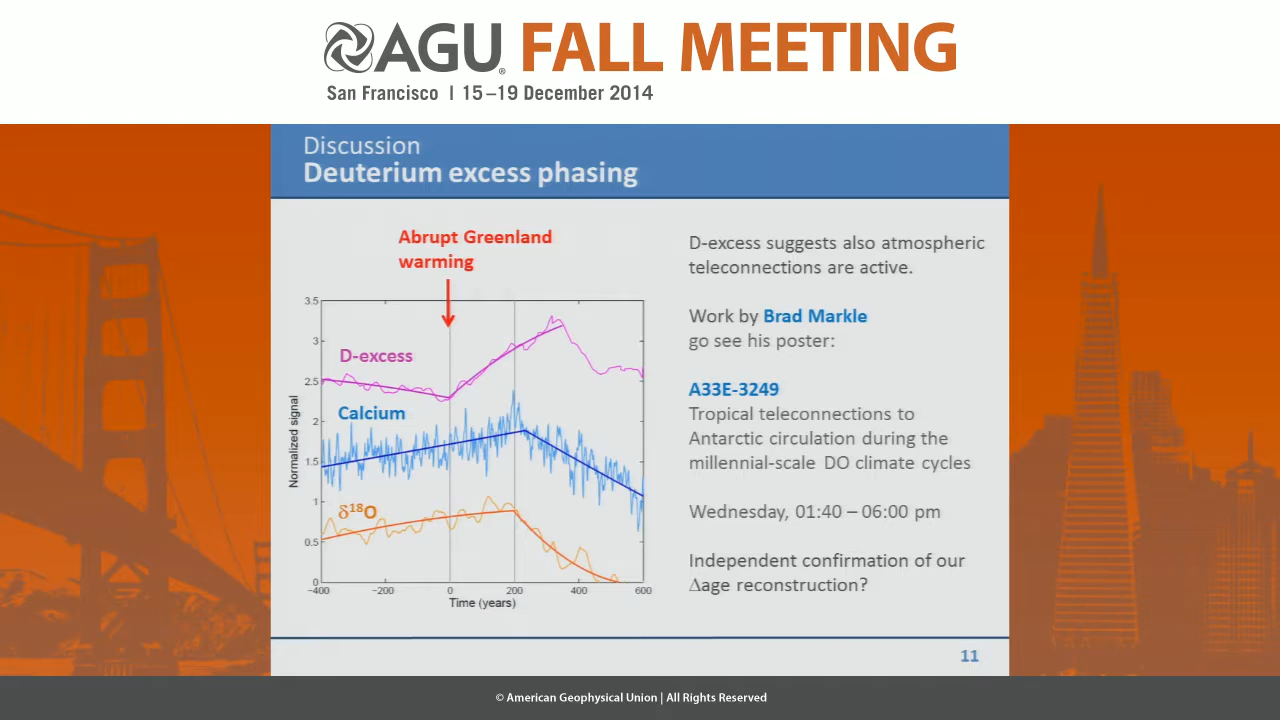 AGU FALL MEETING
San Francisco | 15–19 December 2014
Discussion
Deuterium excess phasing
Abrupt Greenland
warming
3.5
3
2.5
2
1.5
1
0.5
0
Normalized signal
D-excess
Calcium
δ¹⁸O
−400
−200
0
200
400
600
Time (years)
D-excess suggests also atmospheric
teleconnections are active.
Work by Brad Markle
go see his poster:
A33E-3249
Tropical teleconnections to
Antarctic circulation during the
millennial-scale DO climate cycles
Wednesday, 01:40 – 06:00 pm
Independent confirmation of our
Δage reconstruction?
11
© American Geophysical Union | All Rights Reserved